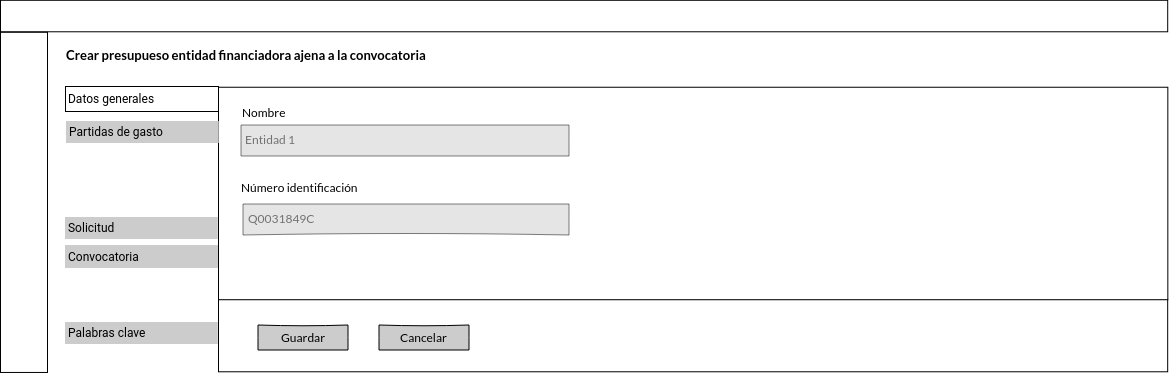 Crear presupueso entidad financiadora ajena a la convocatoria
Datos generales
Partidas de gasto
Solicitud
Convocatoria
Palabras clave
Nombre
Entidad 1
Número identificación
Q0031849C
Guardar
Cancelar